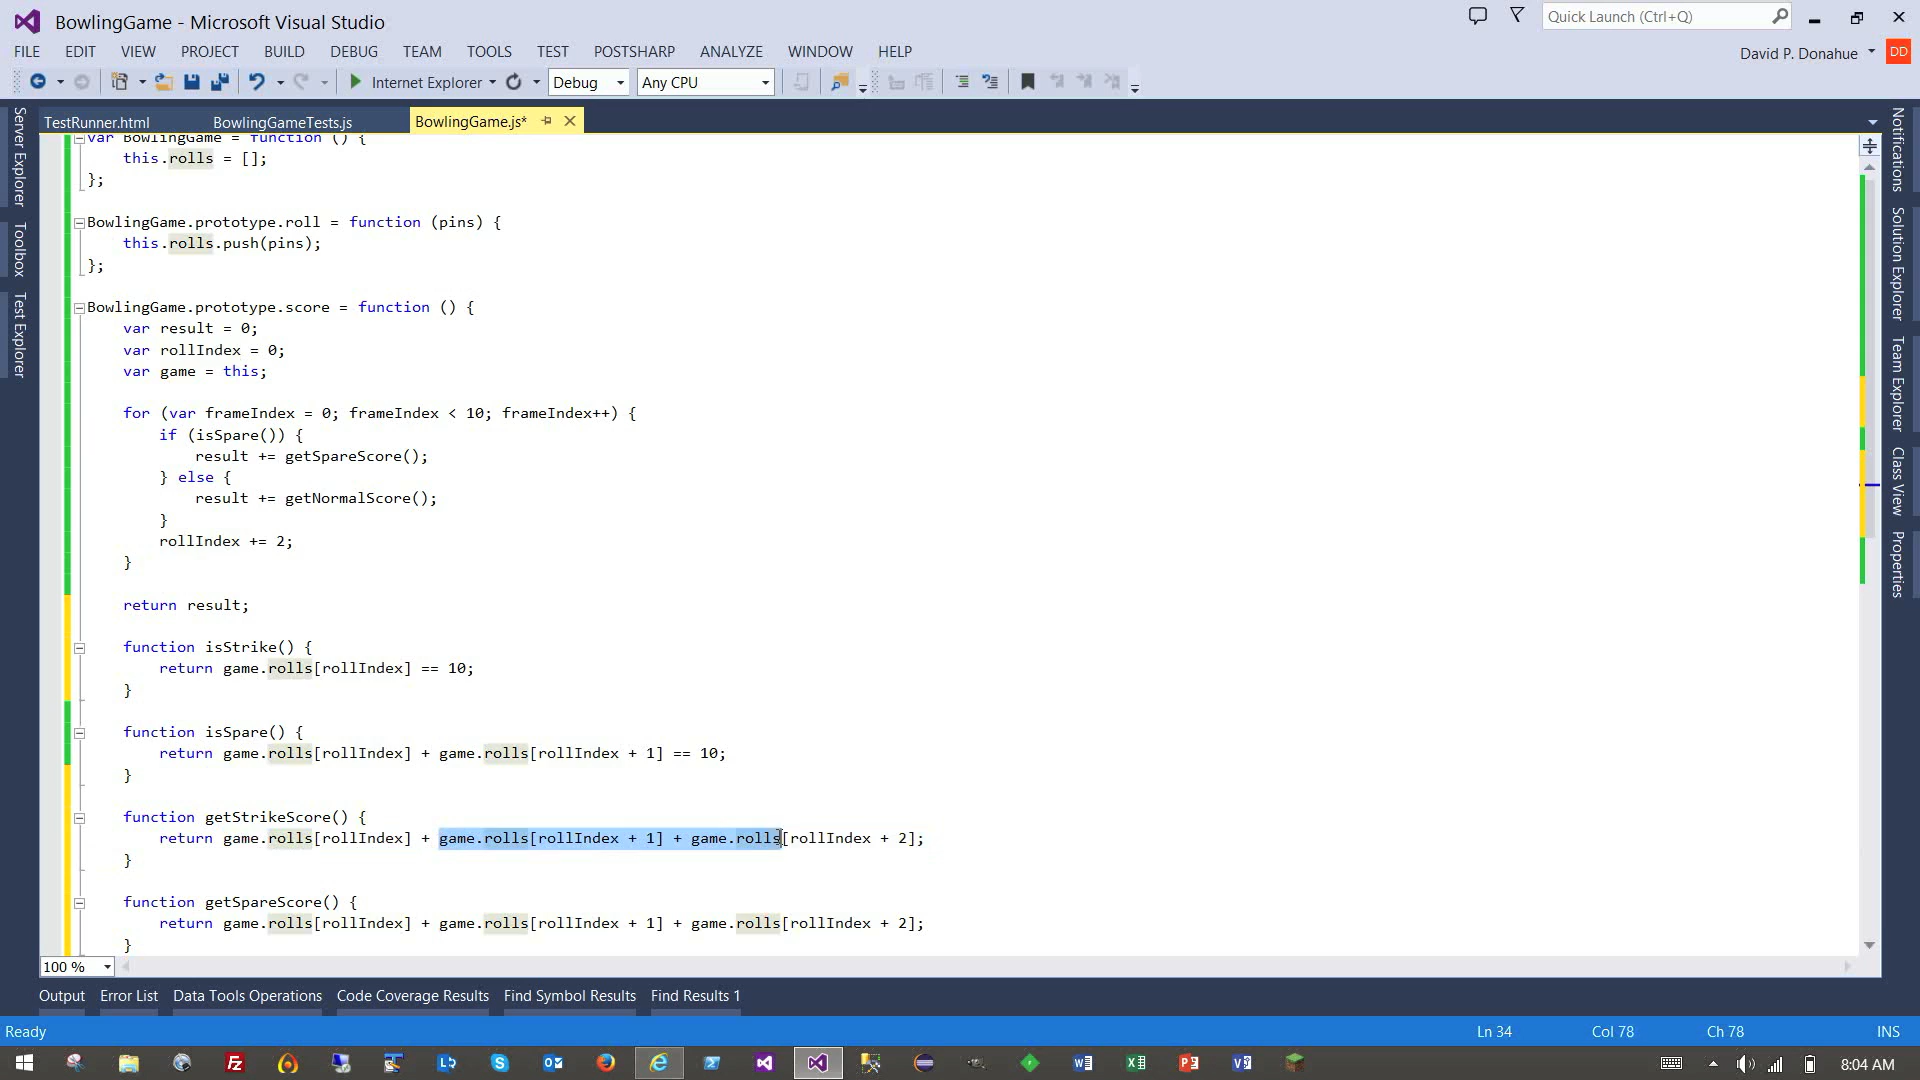 BowlingGame - Microsoft Visual Studio
Quick Launch (Ctrl+Q)
FILE EDIT VIEW PROJECT BUILD DEBUG TEAM TOOLS TEST POSTSHARP ANALYZE WINDOW HELP
David P. Donahue DD
Internet Explorer Debug Any CPU
TestRunner.html BowlingGameTests.js BowlingGame.js*
Server Explorer
Toolbox
Test Explorer
var BowlingGame = function () {
this.rolls = [];
};
BowlingGame.prototype.roll = function (pins) {
this.rolls.push(pins);
};
BowlingGame.prototype.score = function () {
var result = 0;
var rollIndex = 0;
var game = this;
for (var frameIndex = 0; frameIndex < 10; frameIndex++) {
if (isSpare()) {
result += getSpareScore();
} else {
result += getNormalScore();
}
rollIndex += 2;
}
return result;
function isStrike() {
return game.rolls[rollIndex] == 10;
}
function isSpare() {
return game.rolls[rollIndex] + game.rolls[rollIndex + 1] == 10;
}
function getStrikeScore() {
return game.rolls[rollIndex] + game.rolls[rollIndex + 1] + game.rolls[rollIndex + 2];
}
function getSpareScore() {
return game.rolls[rollIndex] + game.rolls[rollIndex + 1] + game.rolls[rollIndex + 2];
}
Notifications
Solution Explorer
Team Explorer
Class View
Properties
100 %
Output Error List Data Tools Operations Code Coverage Results Find Symbol Results Find Results 1
Ready Ln 34 Col 78 Ch 78 INS
8:04 AM